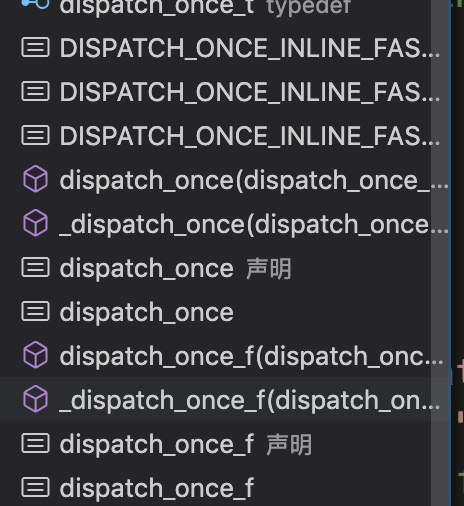 dispatch_once_t typedef
DISPATCH_ONCE_INLINE_FAS...
DISPATCH_ONCE_INLINE_FAS...
DISPATCH_ONCE_INLINE_FAS...
dispatch_once(dispatch_once_...
_dispatch_once(dispatch_once...
dispatch_once 声明
dispatch_once
dispatch_once_f(dispatch_onc...
_dispatch_once_f(dispatch_on...
dispatch_once_f 声明
dispatch_once_f